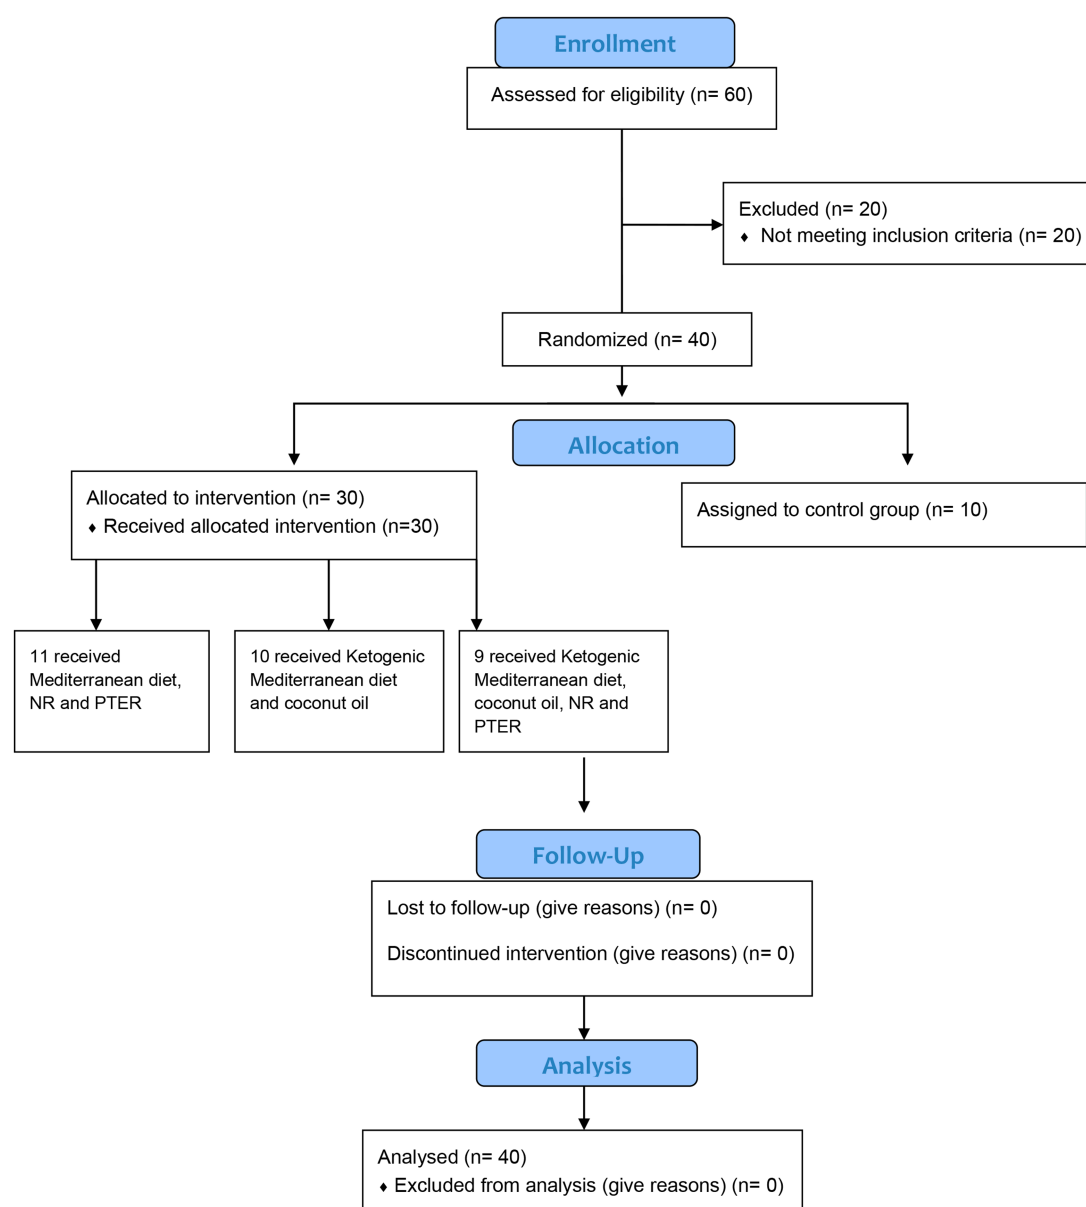 Enrollment
Assessed for eligibility (n= 60)
Excluded (n= 20)
♦ Not meeting inclusion criteria (n= 20)
Randomized (n= 40)
Allocation
Allocated to intervention (n= 30)
♦ Received allocated intervention (n=30)
Assigned to control group (n= 10)
11 received
Mediterranean diet,
NR and PTER
10 received Ketogenic
Mediterranean diet
and coconut oil
9 received Ketogenic
Mediterranean diet,
coconut oil, NR and
PTER
Follow-Up
Lost to follow-up (give reasons) (n= 0)
Discontinued intervention (give reasons) (n= 0)
Analysis
Analysed (n= 40)
♦ Excluded from analysis (give reasons) (n= 0)